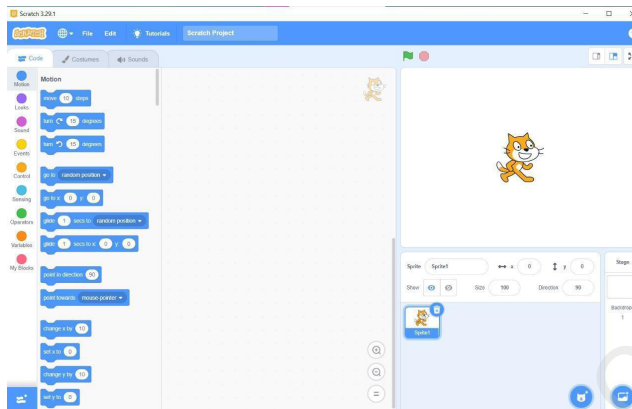 Scratch 3.29.1
SCRATCH File Edit Tutorials Scratch Project
Code Costumes Sounds
Motion
Looks
Sound
Events
Control
Sensing
Operators
Variables
My Blocks
Motion
move 10 steps
turn 15 degrees
turn 15 degrees
go to random position
go to x: 0 y: 0
glide 1 secs to random position
glide 1 secs to x: 0 y: 0
point in direction 90
point towards mouse-pointer
change x by 10
set x to 0
change y by 10
set y to 0
Sprite Sprite1 x 0 y 0
Show Size 100 Direction 90
Sprite1
Stage
Backdrop
1